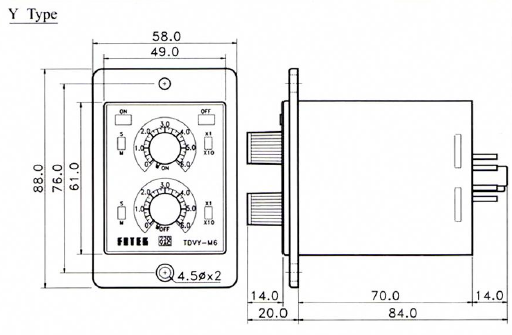 Y Type
58.0
49.0
88.0
76.0
61.0
ON OFF
S M
0 1.0 2.0 3.0 4.0 5.0 6.0
ON
X1 X10
S M
0 1.0 2.0 3.0 4.0 5.0 6.0
OFF
X1 X10
FOTEK TDVY-M6
4.5øx2
14.0 70.0 14.0
20.0 84.0